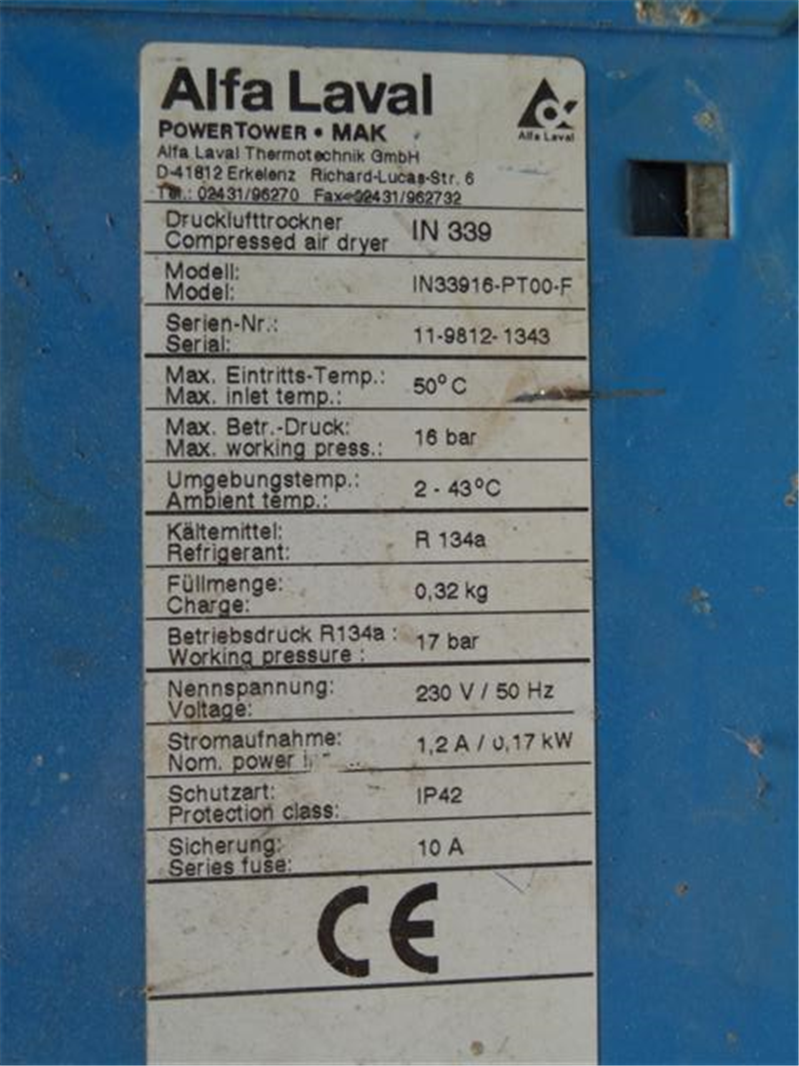 Alfa Laval
POWERTOWER • MAK
Alfa Laval
Alfa Laval Thermotechnik GmbH
D-41812 Erkelenz Richard-Lucas-Str. 6
Tel.: 02431/96270 Fax 02431/962732
Drucklufttrockner
Compressed air dryer IN 339
Modell:
Model: IN33916-PT00-F
Serien-Nr.:
Serial: 11-9812-1343
Max. Eintritts-Temp.:
Max. inlet temp.: 50°C
Max. Betr.-Druck:
Max. working press.: 16 bar
Umgebungstemp.:
Ambient temp.: 2 - 43°C
Kältemittel:
Refrigerant: R 134a
Füllmenge:
Charge: 0,32 kg
Betriebsdruck R134a :
Working pressure : 17 bar
Nennspannung:
Voltage: 230 V / 50 Hz
Stromaufnahme:
Nom. power 1,2 A / 0,17 kW
Schutzart:
Protection class: IP42
Sicherung:
Series fuse: 10 A
CE